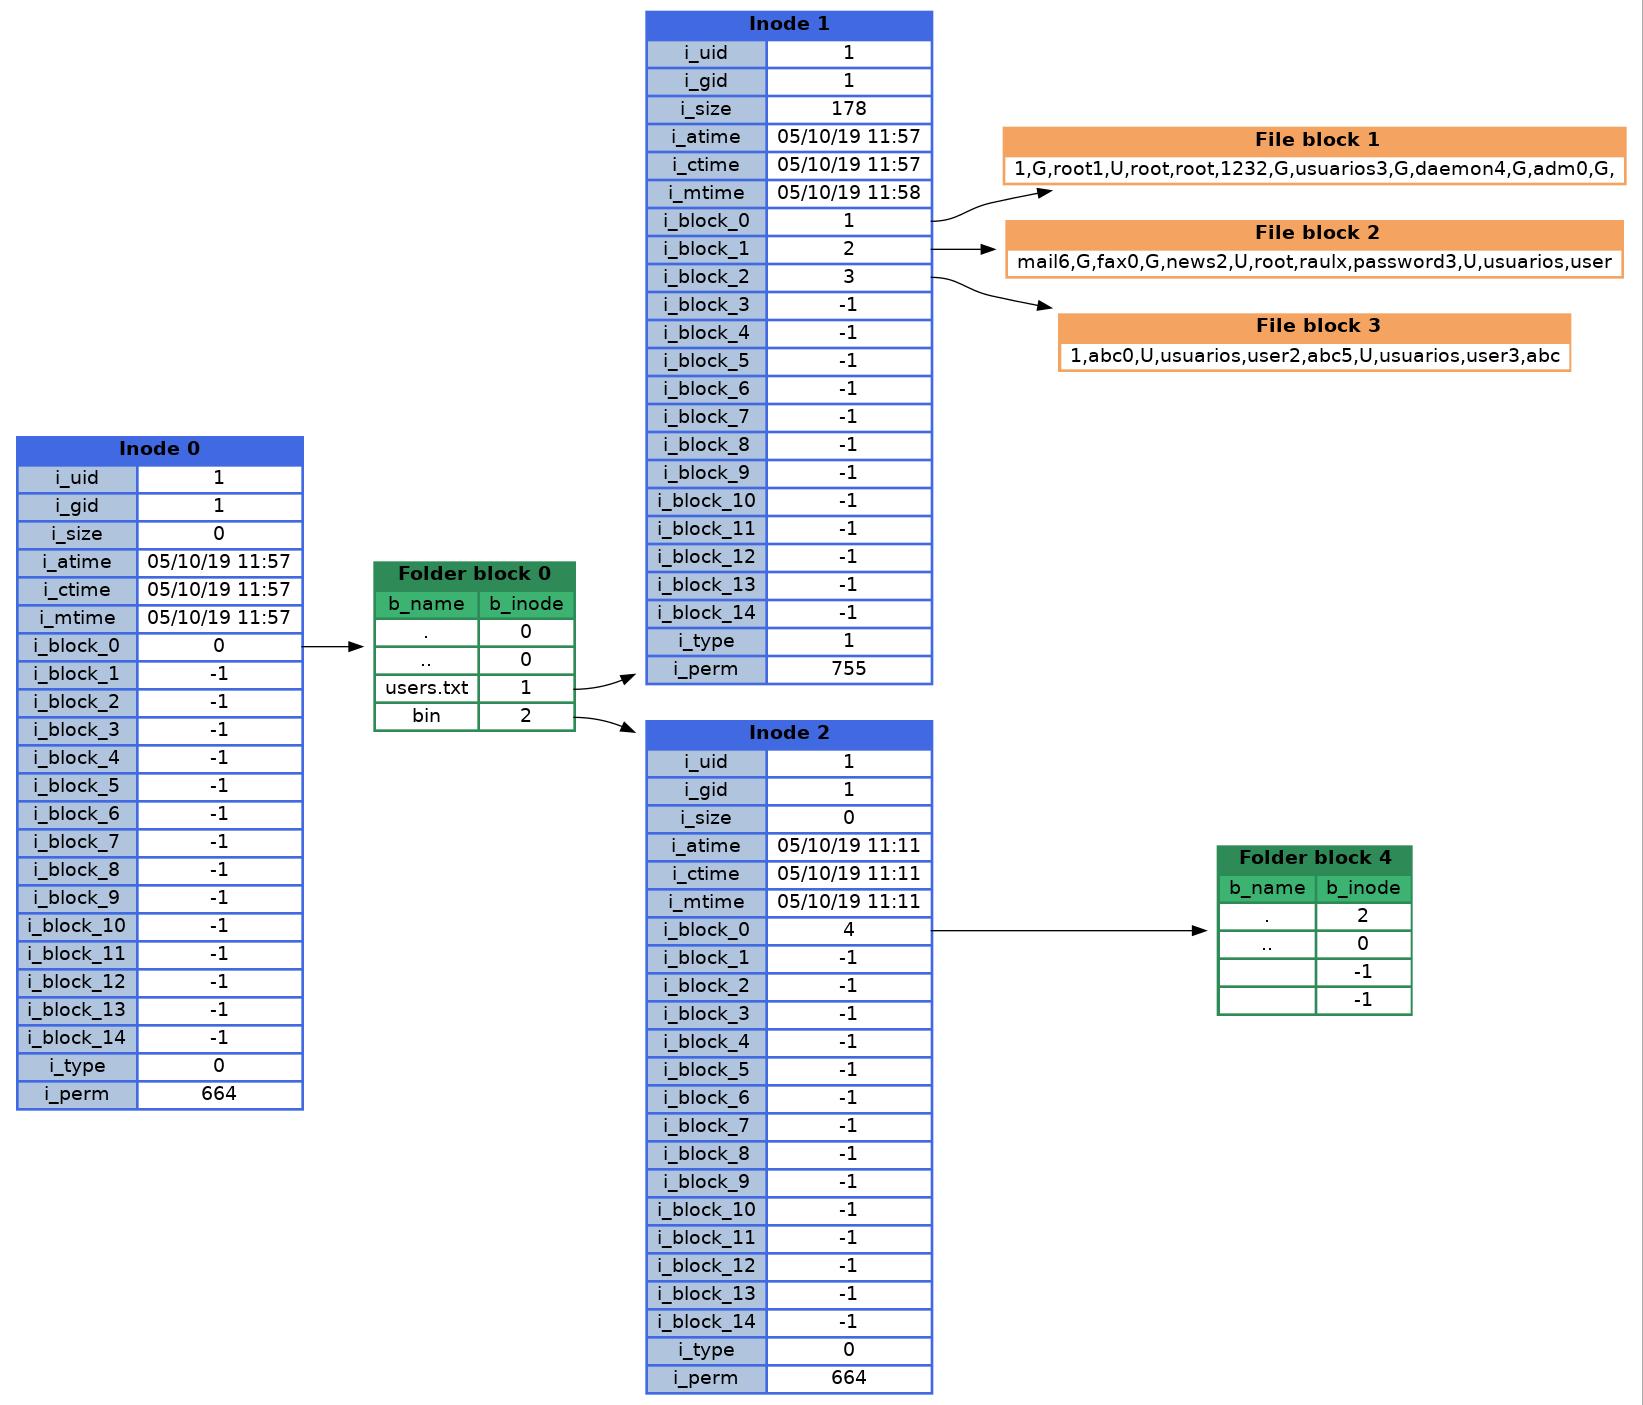 Inode 0
i_uid 1
i_gid 1
i_size 0
i_atime 05/10/19 11:57
i_ctime 05/10/19 11:57
i_mtime 05/10/19 11:57
i_block_0 0
i_block_1 -1
i_block_2 -1
i_block_3 -1
i_block_4 -1
i_block_5 -1
i_block_6 -1
i_block_7 -1
i_block_8 -1
i_block_9 -1
i_block_10 -1
i_block_11 -1
i_block_12 -1
i_block_13 -1
i_block_14 -1
i_type 0
i_perm 664
Folder block 0
b_name b_inode
. 0
.. 0
users.txt 1
bin 2
Inode 1
i_uid 1
i_gid 1
i_size 178
i_atime 05/10/19 11:57
i_ctime 05/10/19 11:57
i_mtime 05/10/19 11:58
i_block_0 1
i_block_1 2
i_block_2 3
i_block_3 -1
i_block_4 -1
i_block_5 -1
i_block_6 -1
i_block_7 -1
i_block_8 -1
i_block_9 -1
i_block_10 -1
i_block_11 -1
i_block_12 -1
i_block_13 -1
i_block_14 -1
i_type 1
i_perm 755
File block 1
1,G,root1,U,root,root,1232,G,usuarios3,G,daemon4,G,adm0,G,
File block 2
mail6,G,fax0,G,news2,U,root,raulx,password3,U,usuarios,user
File block 3
1,abc0,U,usuarios,user2,abc5,U,usuarios,user3,abc
Inode 2
i_uid 1
i_gid 1
i_size 0
i_atime 05/10/19 11:11
i_ctime 05/10/19 11:11
i_mtime 05/10/19 11:11
i_block_0 4
i_block_1 -1
i_block_2 -1
i_block_3 -1
i_block_4 -1
i_block_5 -1
i_block_6 -1
i_block_7 -1
i_block_8 -1
i_block_9 -1
i_block_10 -1
i_block_11 -1
i_block_12 -1
i_block_13 -1
i_block_14 -1
i_type 0
i_perm 664
Folder block 4
b_name b_inode
. 2
.. 0
-1
-1